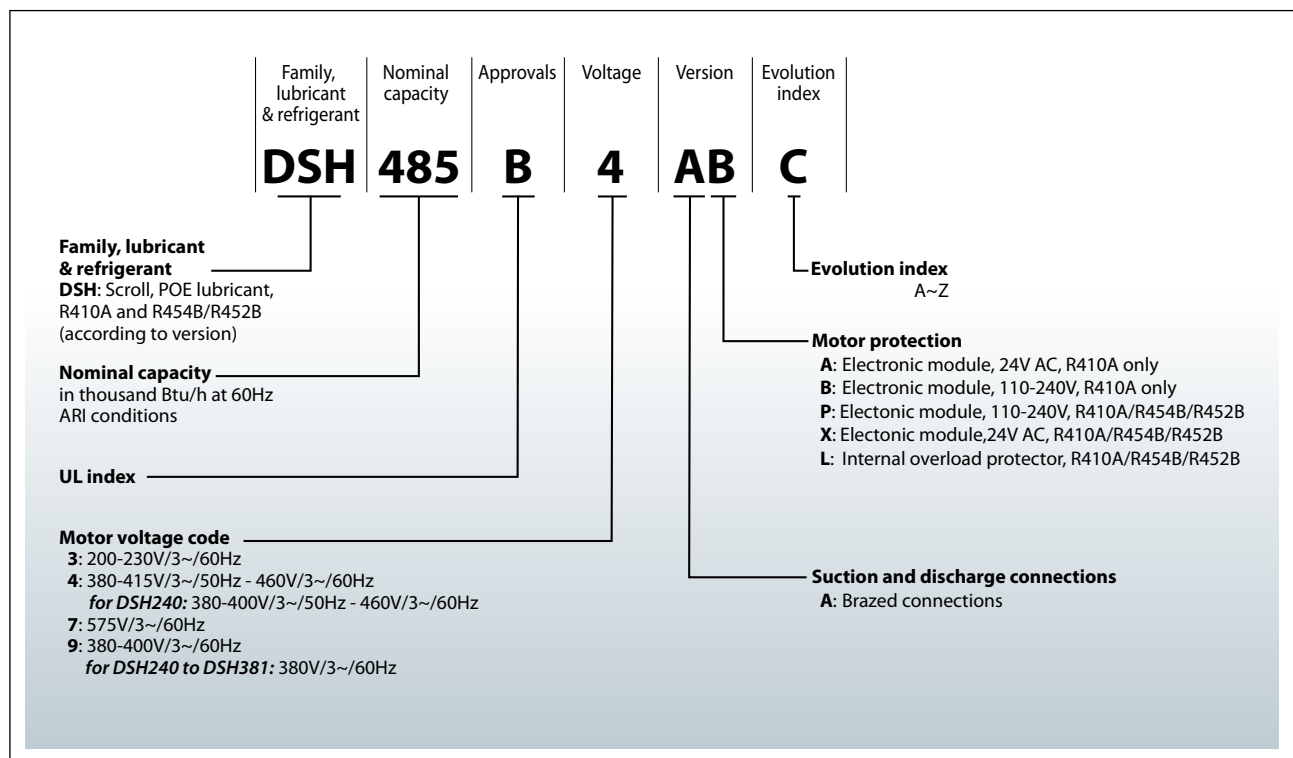 Family,
lubricant
& refrigerant
Nominal
capacity
Approvals
Voltage
Version
Evolution
index
DSH 485 B 4 AB C
Family, lubricant
& refrigerant
DSH: Scroll, POE lubricant,
R410A and R454B/R452B
(according to version)
Nominal capacity
in thousand Btu/h at 60Hz
ARI conditions
UL index
Motor voltage code
3: 200-230V/3~/60Hz
4: 380-415V/3~/50Hz - 460V/3~/60Hz
for DSH240: 380-400V/3~/50Hz - 460V/3~/60Hz
7: 575V/3~/60Hz
9: 380-400V/3~/60Hz
for DSH240 to DSH381: 380V/3~/60Hz
Evolution index
A~Z
Motor protection
A: Electronic module, 24V AC, R410A only
B: Electronic module, 110-240V, R410A only
P: Electonic module, 110-240V, R410A/R454B/R452B
X: Electonic module,24V AC, R410A/R454B/R452B
L: Internal overload protector, R410A/R454B/R452B
Suction and discharge connections
A: Brazed connections